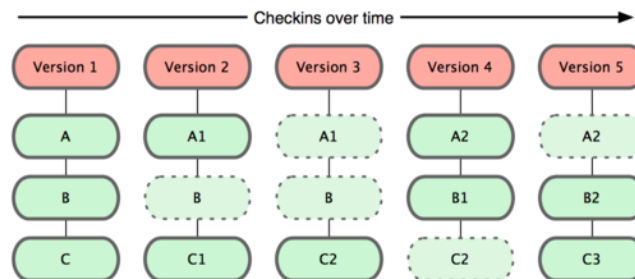 Checkins over time
Version 1 Version 2 Version 3 Version 4 Version 5
A A1 A1 A2 A2
B B B B1 B2
C C1 C2 C2 C3